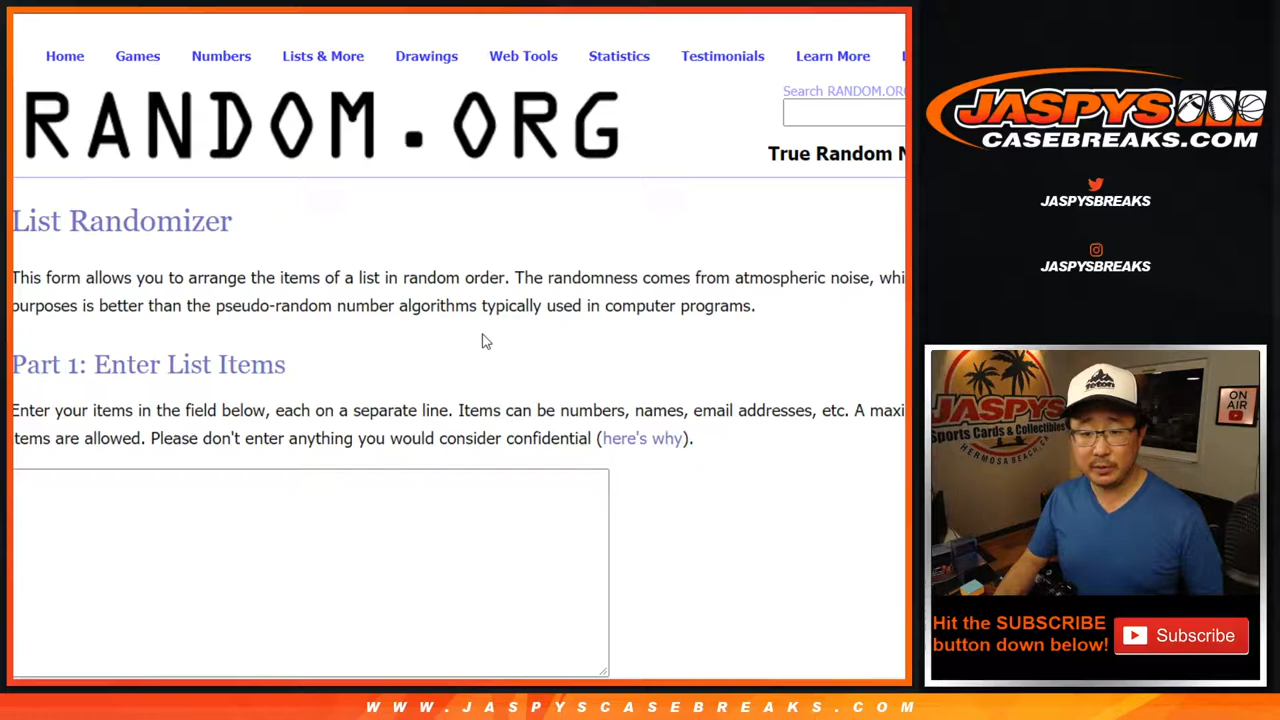 Home Games Numbers Lists & More Drawings Web Tools Statistics Testimonials Learn More
RANDOM.ORG
Search RANDOM.ORG
True Random N
List Randomizer
This form allows you to arrange the items of a list in random order. The randomness comes from atmospheric noise, whi
purposes is better than the pseudo-random number algorithms typically used in computer programs.
Part 1: Enter List Items
Enter your items in the field below, each on a separate line. Items can be numbers, names, email addresses, etc. A maxi
items are allowed. Please don't enter anything you would consider confidential (here's why).
JASPYS
CASEBREAKS.COM
JASPYSBREAKS
JASPYSBREAKS
JASPYS
Sports Cards & Collectibles
HERMOSA BEACH, CA
TETON
ON
AIR
Hit the SUBSCRIBE
button down below!
Subscribe
WWW.JASPYSCASEBREAKS.COM